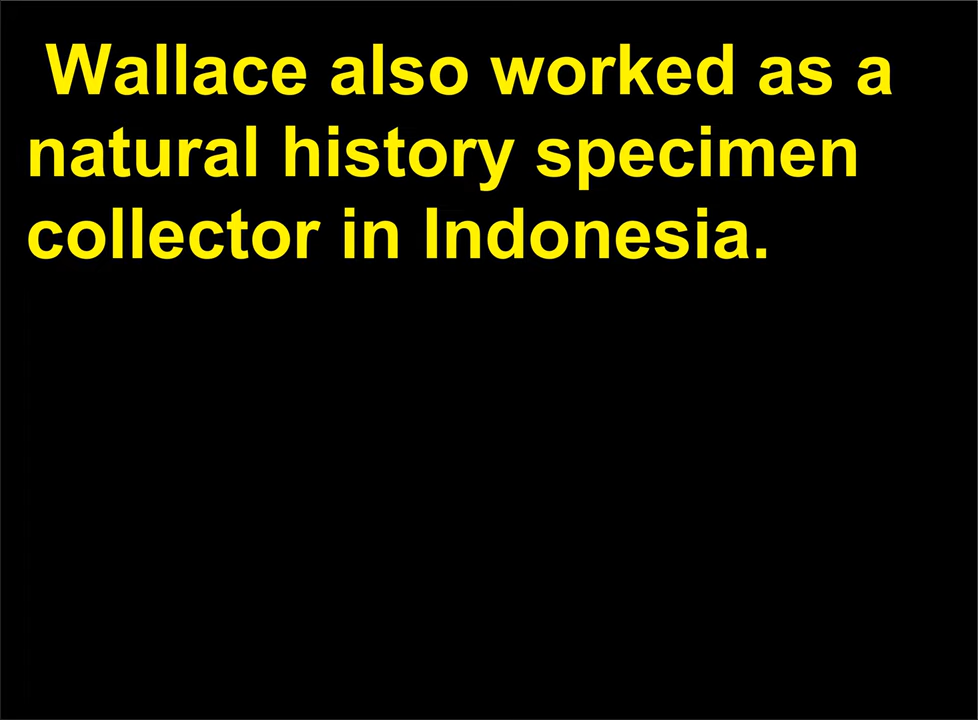 Wallace also worked as a
natural history specimen
collector in Indonesia.